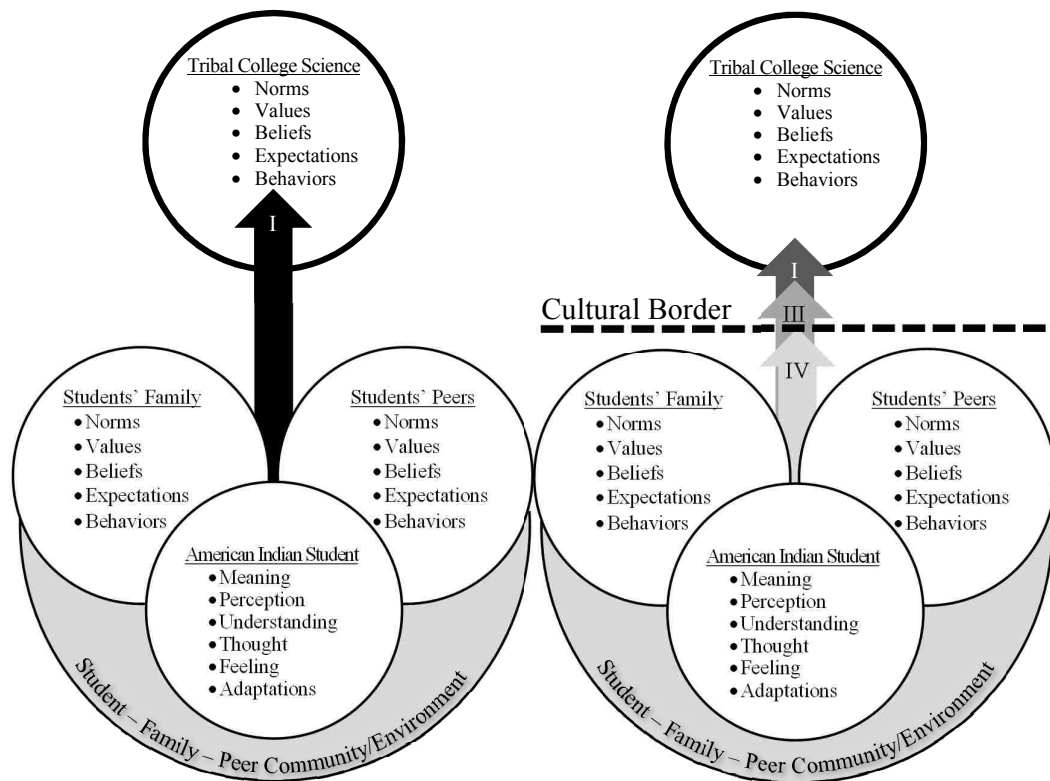 Tribal College Science
• Norms
• Values
• Beliefs
• Expectations
• Behaviors
I
Students’ Family
• Norms
• Values
• Beliefs
• Expectations
• Behaviors
Students’ Peers
• Norms
• Values
• Beliefs
• Expectations
• Behaviors
American Indian Student
• Meaning
• Perception
• Understanding
• Thought
• Feeling
• Adaptations
Student – Family – Peer Community/Environment
Tribal College Science
• Norms
• Values
• Beliefs
• Expectations
• Behaviors
I
Cultural Border
III
IV
Students’ Family
• Norms
• Values
• Beliefs
• Expectations
• Behaviors
Students’ Peers
• Norms
• Values
• Beliefs
• Expectations
• Behaviors
American Indian Student
• Meaning
• Perception
• Understanding
• Thought
• Feeling
• Adaptations
Student – Family – Peer Community/Environment